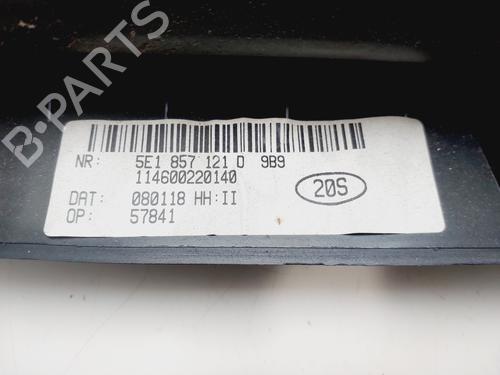 B-PARTS
NR: 5E1 857 121 D 9B9
114600220140
20S
DAT: 080118 HH:II
OP: 57841